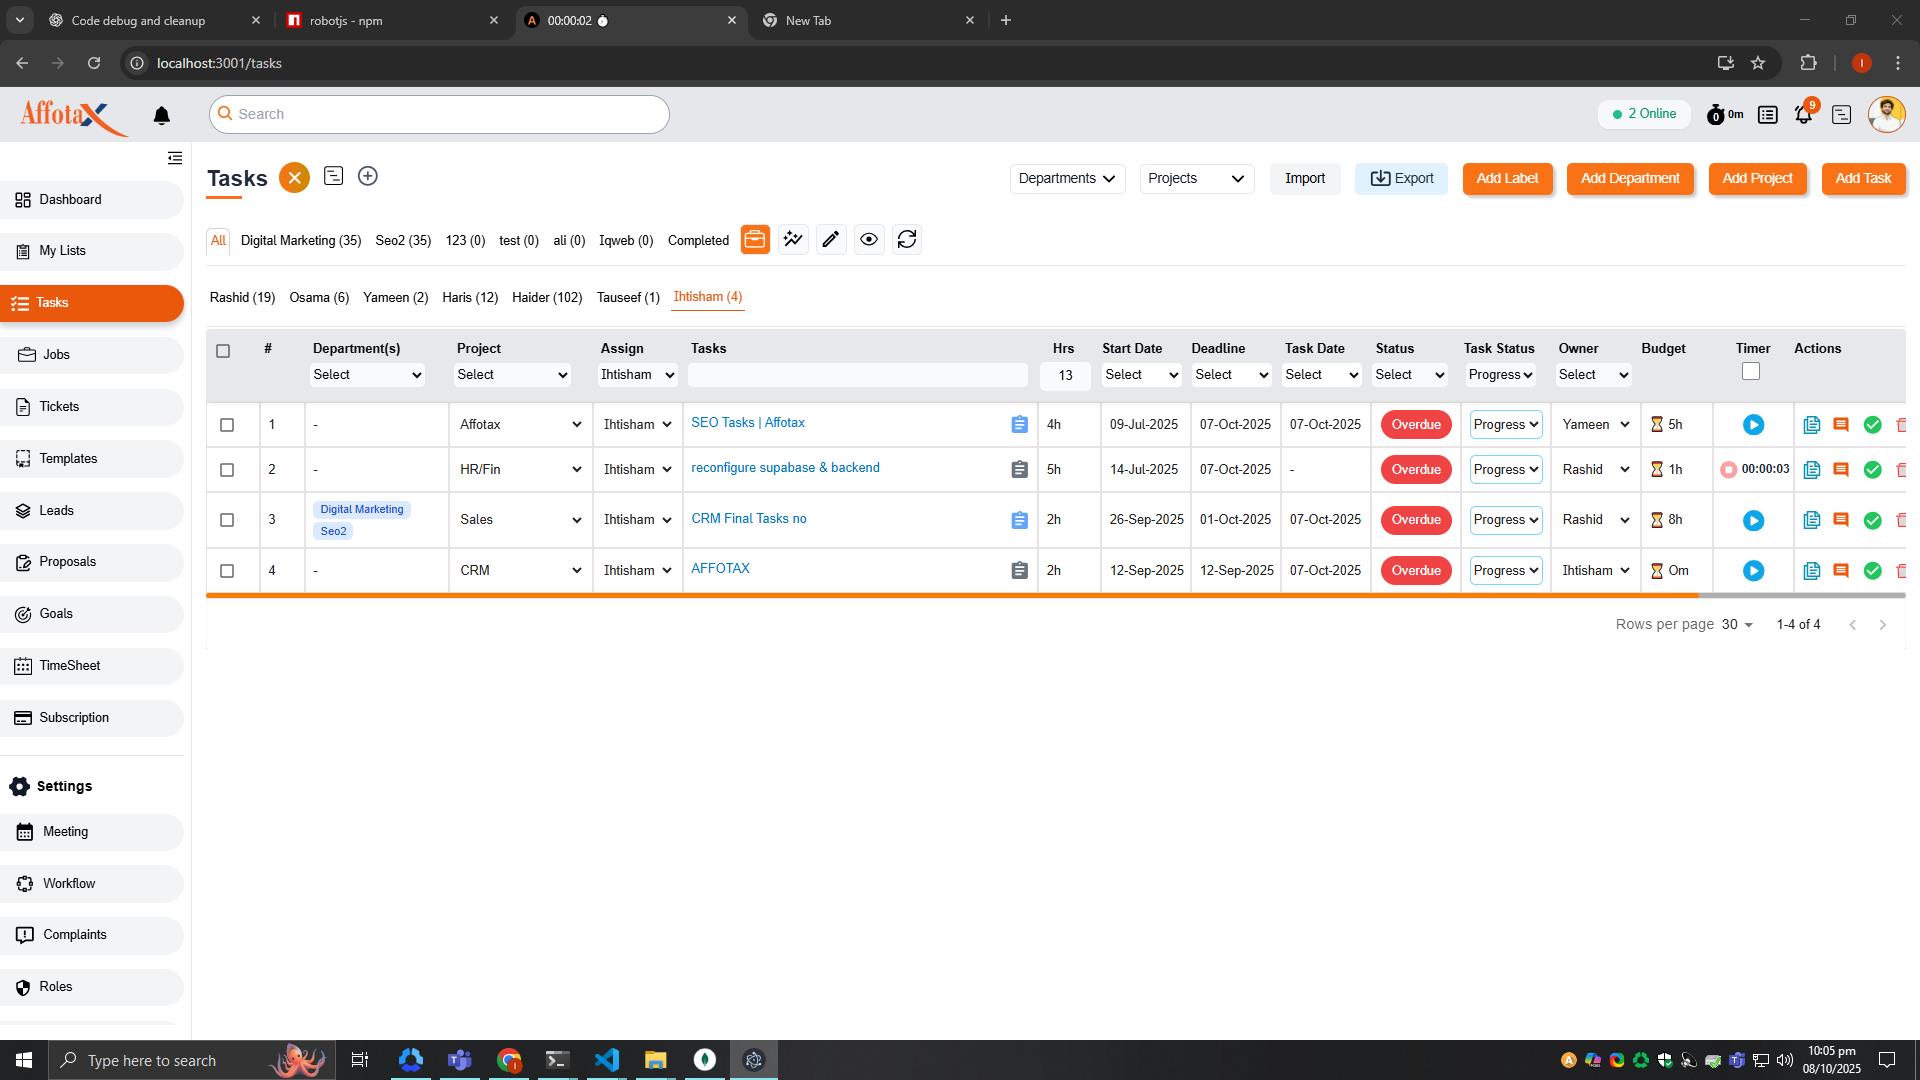 Code debug and cleanup
robotjs - npm
00:00:02
New Tab
localhost:3001/tasks
AffotaX
Search
2 Online
0
0m
9
Tasks
Departments
Projects
Import
Export
Add Label
Add Department
Add Project
Add Task
Dashboard
My Lists
Tasks
Jobs
Tickets
Templates
Leads
Proposals
Goals
TimeSheet
Subscription
Settings
Meeting
Workflow
Complaints
Roles
All Digital Marketing (35) Seo2 (35) 123 (0) test (0) ali (0) Iqweb (0) Completed
Rashid (19) Osama (6) Yameen (2) Haris (12) Haider (102) Tauseef (1) Ihtisham (4)
# Department(s) Project Assign Tasks Hrs Start Date Deadline Task Date Status Task Status Owner Budget Timer Actions
Select Select Ihtisham 13 Select Select Select Select Progress Select
1 - Affotax Ihtisham SEO Tasks | Affotax 4h 09-Jul-2025 07-Oct-2025 07-Oct-2025 Overdue Progress Yameen 5h
2 - HR/Fin Ihtisham reconfigure supabase & backend 5h 14-Jul-2025 07-Oct-2025 - Overdue Progress Rashid 1h 00:00:03
3 Digital Marketing Seo2 Sales Ihtisham CRM Final Tasks no 2h 26-Sep-2025 01-Oct-2025 07-Oct-2025 Overdue Progress Rashid 8h
4 - CRM Ihtisham AFFOTAX 2h 12-Sep-2025 12-Sep-2025 07-Oct-2025 Overdue Progress Ihtisham 0m
Rows per page 30 1-4 of 4
Type here to search
10:05 pm
08/10/2025